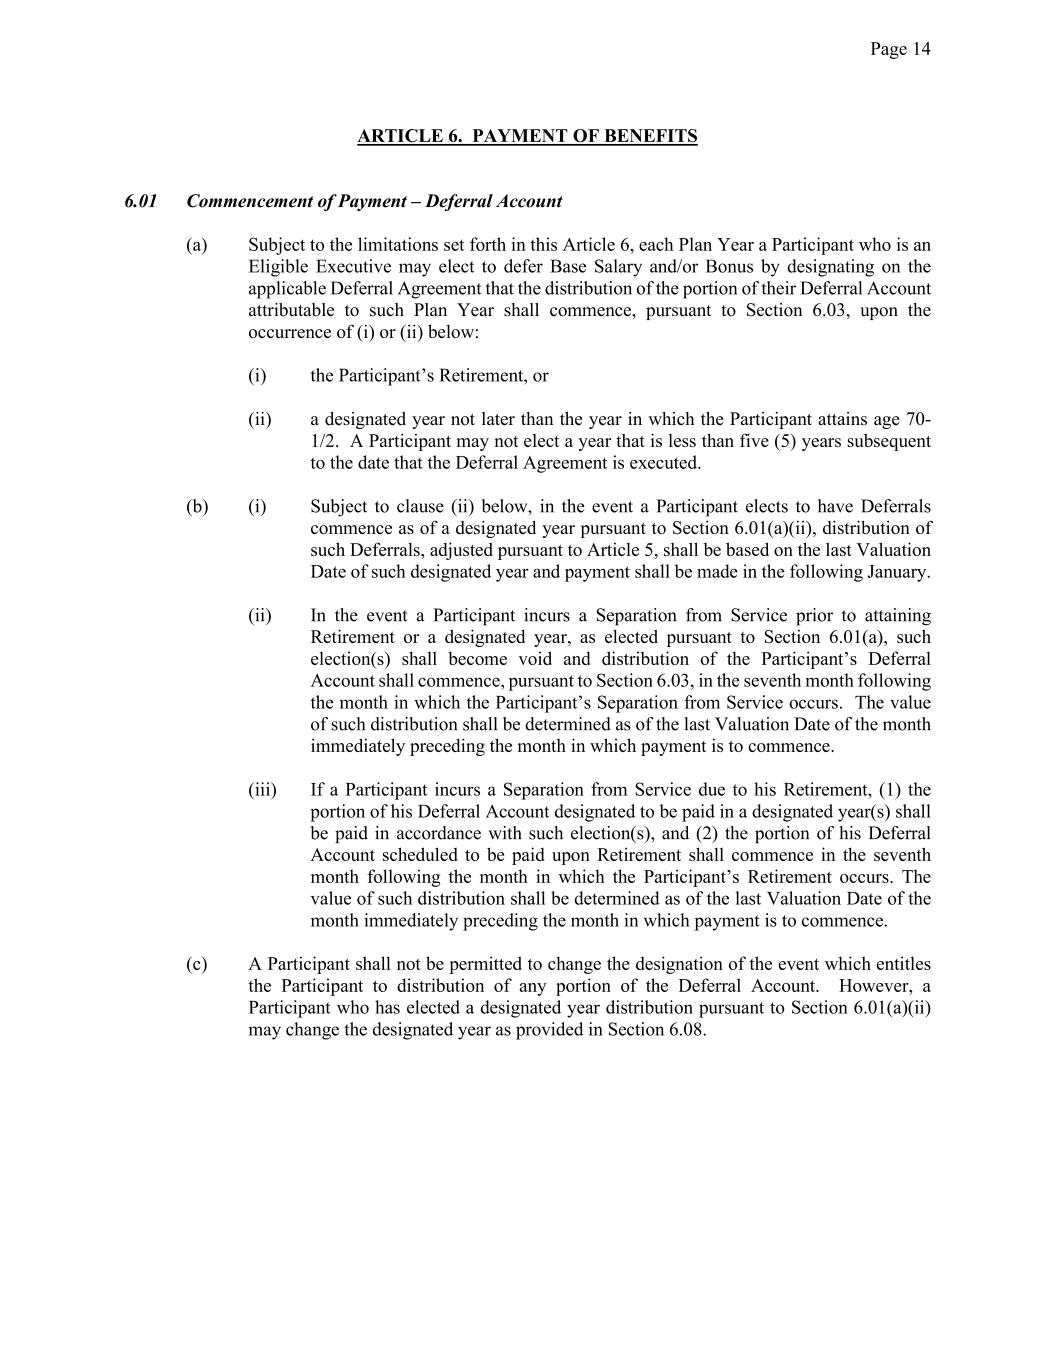 Page 14
ARTICLE 6.  PAYMENT OF BENEFITS
6.01 Commencement of Payment – Deferral Account
(a) Subject to the limitations set forth in this Article 6, each Plan Year a Participant who is an
Eligible Executive may elect to defer Base Salary and/or Bonus by designating on the
applicable Deferral Agreement that the distribution of the portion of their Deferral Account
attributable to such Plan Year shall commence, pursuant to Section 6.03, upon the
occurrence of (i) or (ii) below:
(i) the Participant’s Retirement, or
(ii) a designated year not later than the year in which the Participant attains age 70-
1/2.  A Participant may not elect a year that is less than five (5) years subsequent
to the date that the Deferral Agreement is executed.
(b) (i) Subject to clause (ii) below, in the event a Participant elects to have Deferrals
commence as of a designated year pursuant to Section 6.01(a)(ii), distribution of
such Deferrals, adjusted pursuant to Article 5, shall be based on the last Valuation
Date of such designated year and payment shall be made in the following January.
(ii) In the event a Participant incurs a Separation from Service prior to attaining
Retirement or a designated year, as elected pursuant to Section 6.01(a), such
election(s) shall become void and distribution of the Participant’s Deferral
Account shall commence, pursuant to Section 6.03, in the seventh month following
the month in which the Participant’s Separation from Service occurs.  The value
of such distribution shall be determined as of the last Valuation Date of the month
immediately preceding the month in which payment is to commence.
(iii) If a Participant incurs a Separation from Service due to his Retirement, (1) the
portion of his Deferral Account designated to be paid in a designated year(s) shall
be paid in accordance with such election(s), and (2) the portion of his Deferral
Account scheduled to be paid upon Retirement shall commence in the seventh
month following the month in which the Participant’s Retirement occurs. The
value of such distribution shall be determined as of the last Valuation Date of the
month immediately preceding the month in which payment is to commence.
(c) A Participant shall not be permitted to change the designation of the event which entitles
the Participant to distribution of any portion of the Deferral Account.  However, a
Participant who has elected a designated year distribution pursuant to Section 6.01(a)(ii)
may change the designated year as provided in Section 6.08.